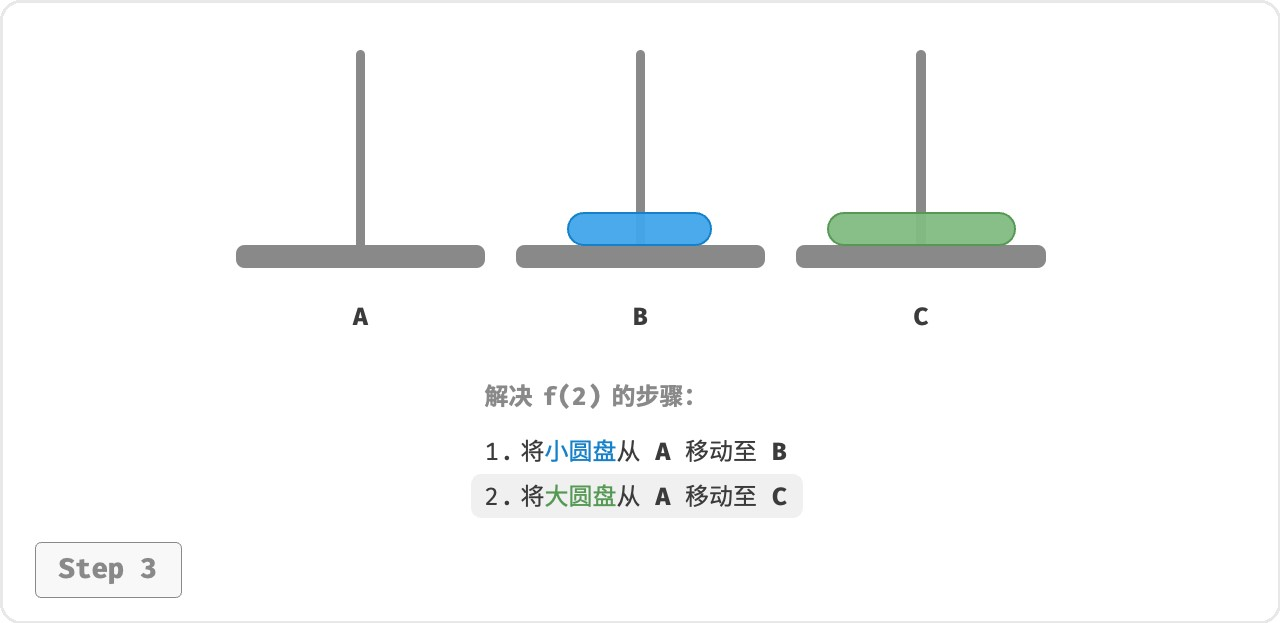 A
B
C
解决 f(2) 的步骤：
1. 将小圆盘从 A 移动至 B
2. 将大圆盘从 A 移动至 C
Step 3